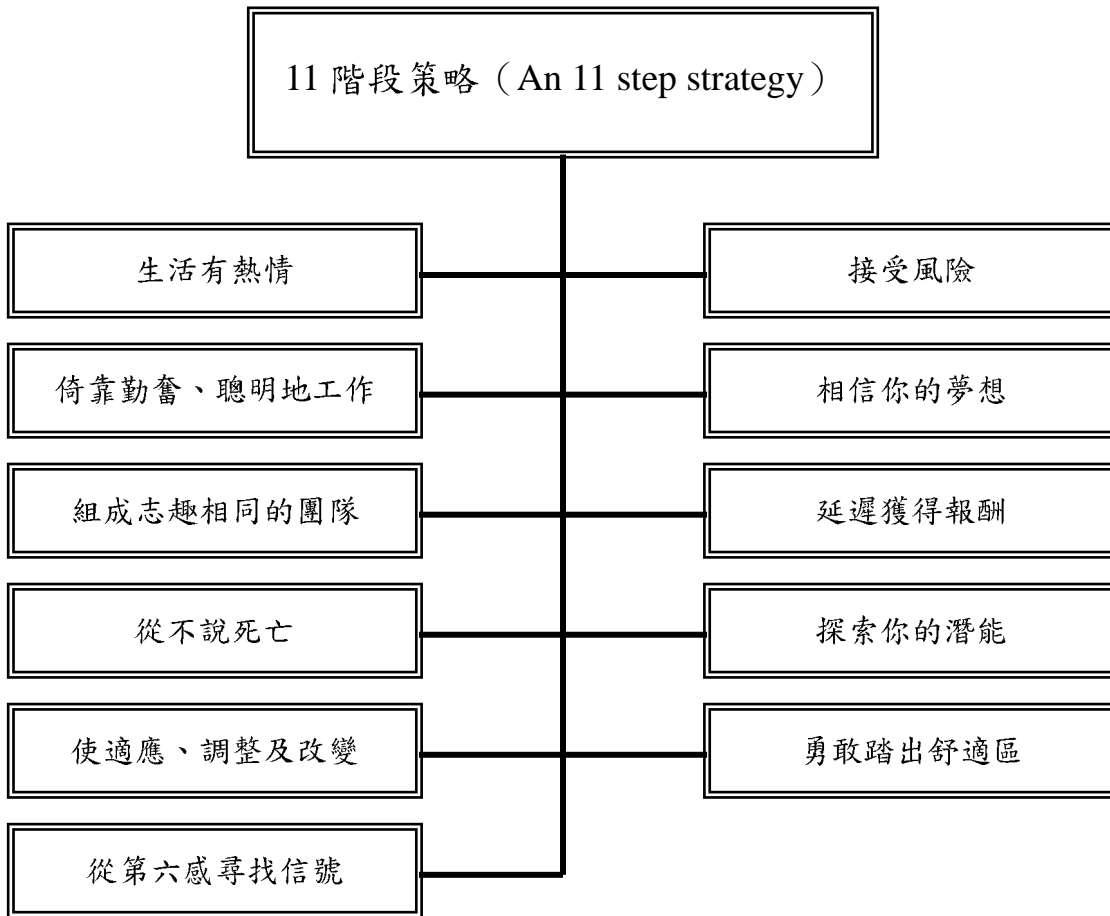 11 階段策略（An 11 step strategy）
生活有熱情
接受風險
倚靠勤奮、聰明地工作
相信你的夢想
組成志趣相同的團隊
延遲獲得報酬
從不說死亡
探索你的潛能
使適應、調整及改變
勇敢踏出舒適區
從第六感尋找信號